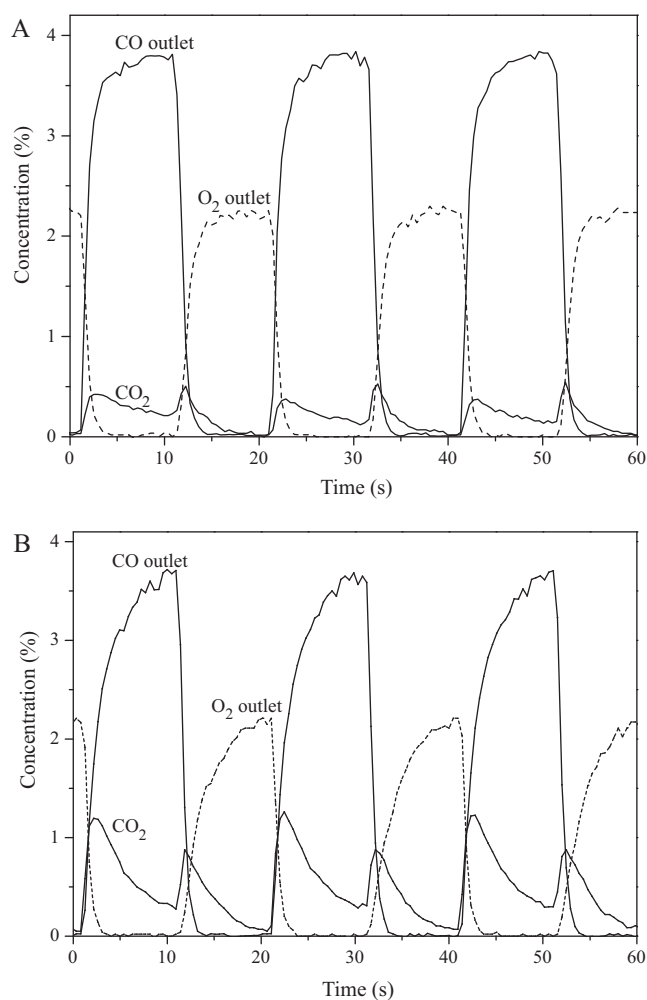 A
4
3
2
1
0
Concentration (%)
CO outlet
O2 outlet
CO2
0 10 20 30 40 50 60
Time (s)
B
4
3
2
1
0
Concentration (%)
CO outlet
O2 outlet
CO2
0 10 20 30 40 50 60
Time (s)